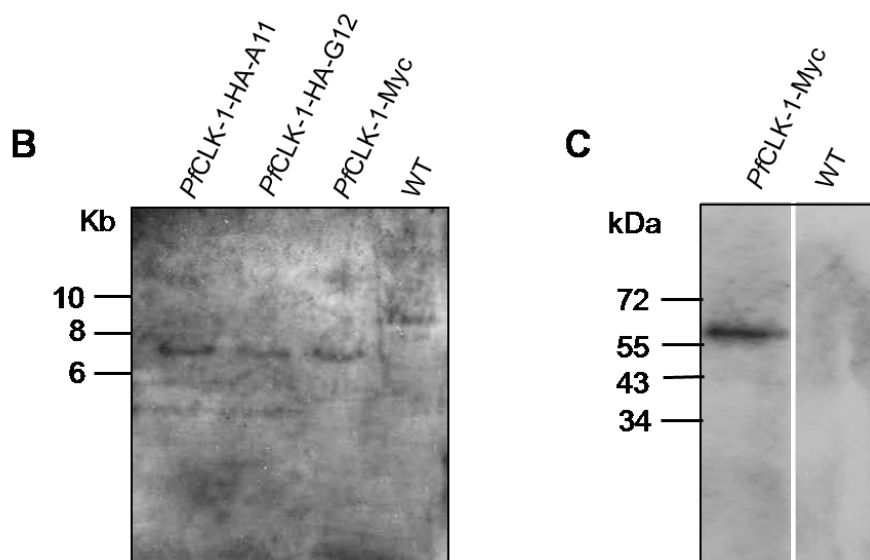 B
PfCLK-1-HA-A11
PfCLK-1-HA-G12
PfCLK-1-Myc
WT
Kb
10
8
6
C
PfCLK-1-Myc
WT
kDa
72
55
43
34